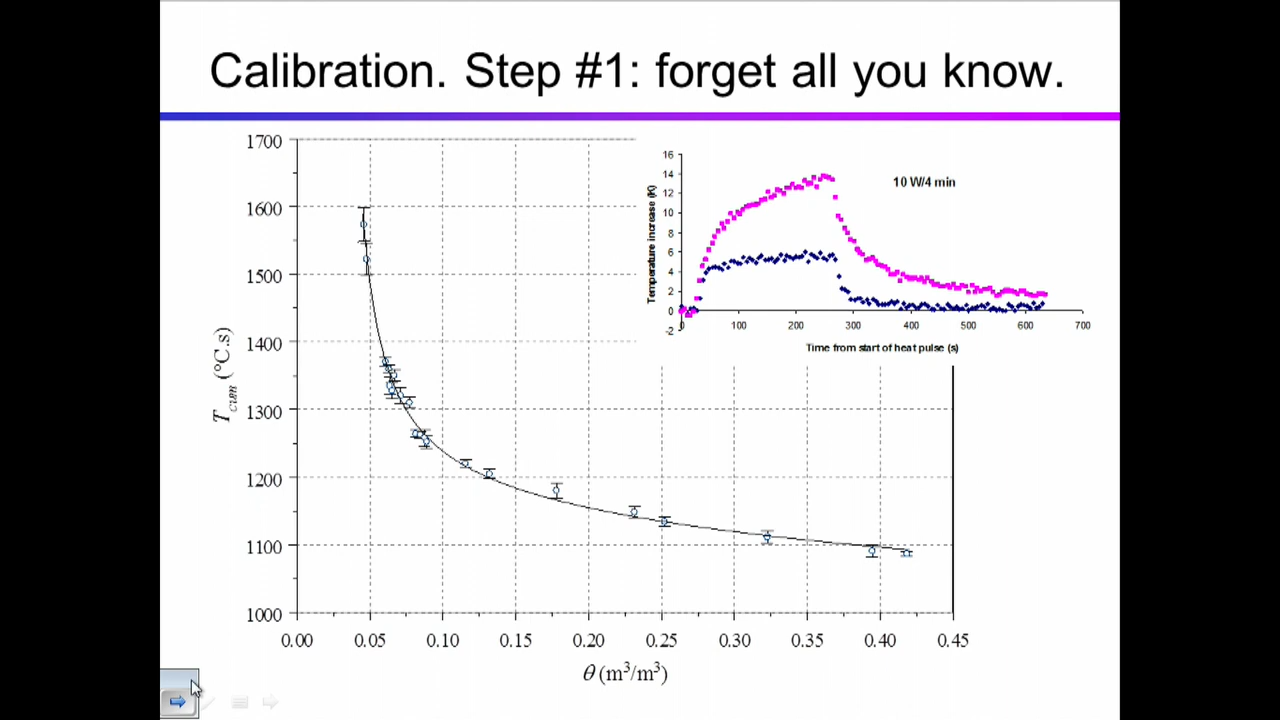 Calibration. Step #1: forget all you know.
1700
1600
1500
1400
1300
1200
1100
1000
T_cum (°C.s)
0.00 0.05 0.10 0.15 0.20 0.25 0.30 0.35 0.40 0.45
θ (m³/m³)
16
14
12
10
8
6
4
2
0
-2
Temperature increase (K)
10 W/4 min
0 100 200 300 400 500 600 700
Time from start of heat pulse (s)